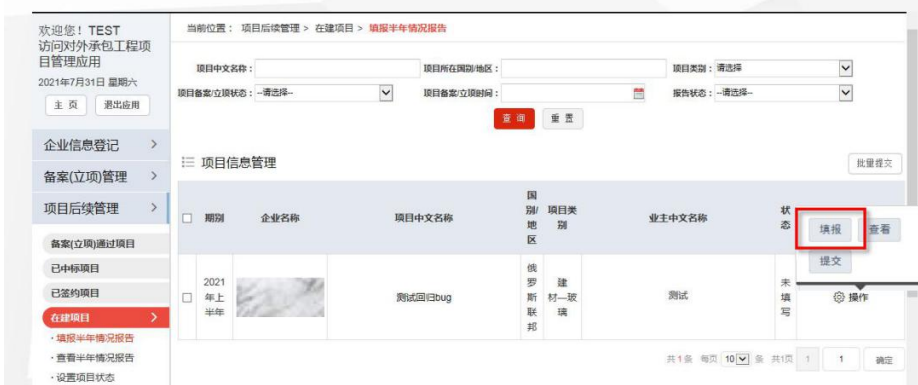 欢迎您！TEST
访问对外承包工程项
目管理应用
2021年7月31日 星期六
主 页 退出应用
企业信息登记 >
备案(立项)管理 >
项目后续管理 >
备案(立项)通过项目
已中标项目
已签约项目
在建项目 >
· 填报半年情况报告
· 查看半年情况报告
· 设置项目状态
当前位置： 项目后续管理 > 在建项目 > 填报半年情况报告
项目中文名称： 项目所在国别/地区： 项目类别：请选择
项目备案/立项状态：--请选择-- 项目备案/立项时间： 报告状态：--请选择--
查 询 重 置
项目信息管理 批量提交
期别 企业名称 项目中文名称 国别/地区 项目类别 业主中文名称 状态
填报 查看
提交
2021年上半年 测试回归bug 俄罗斯联邦 建材—玻璃 测试 未填写 操作
共1条 每页 10 条 共1页 1 1 确定